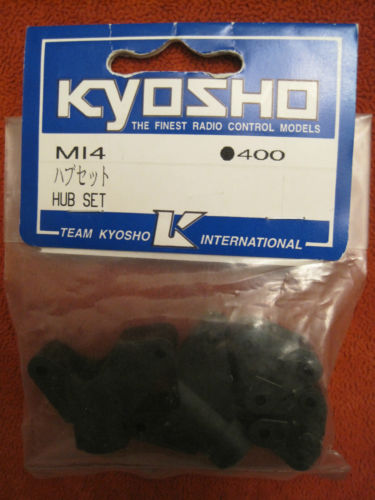 KYOSHO
THE FINEST RADIO CONTROL MODELS
MI4 ●400
ハブセット
HUB SET
TEAM KYOSHO K INTERNATIONAL